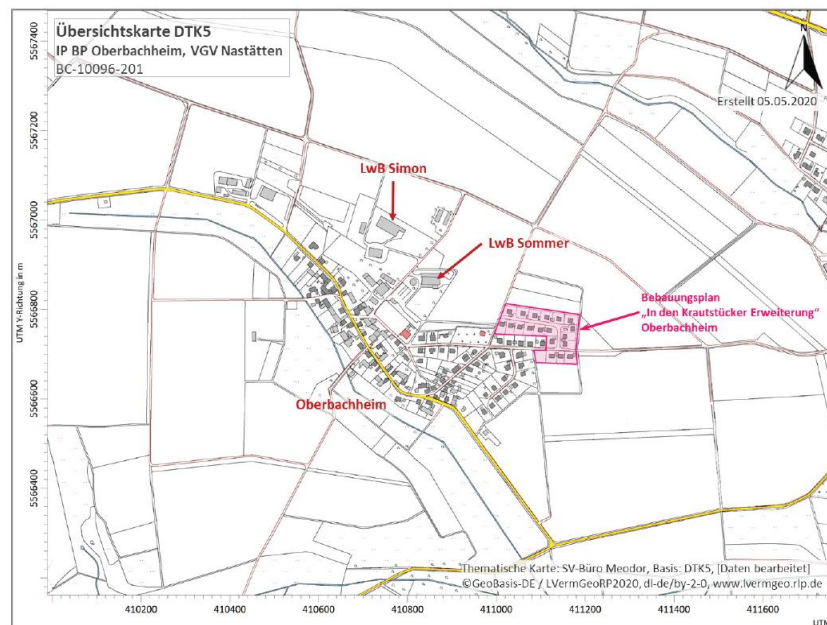 Übersichtskarte DTK5
IP BP Oberbachheim, VGV Nastätten
BC-10096-201
N
Erstellt 05.05.2020
LwB Simon
LwB Sommer
Bebauungsplan
„In den Krautstücker Erweiterung“
Oberbachheim
Oberbachheim
Thematische Karte: SV-Büro Meodor, Basis: DTK5, [Daten bearbeitet]
©GeoBasis-DE / LVermGeoRP2020, dl-de/by-2-0, www.lvermgeo.rlp.de
UTM Y-Richtung in m
5567400
5567200
5567000
5566800
5566600
5566400
410200
410400
410600
410800
411000
411200
411400
411600
UTM